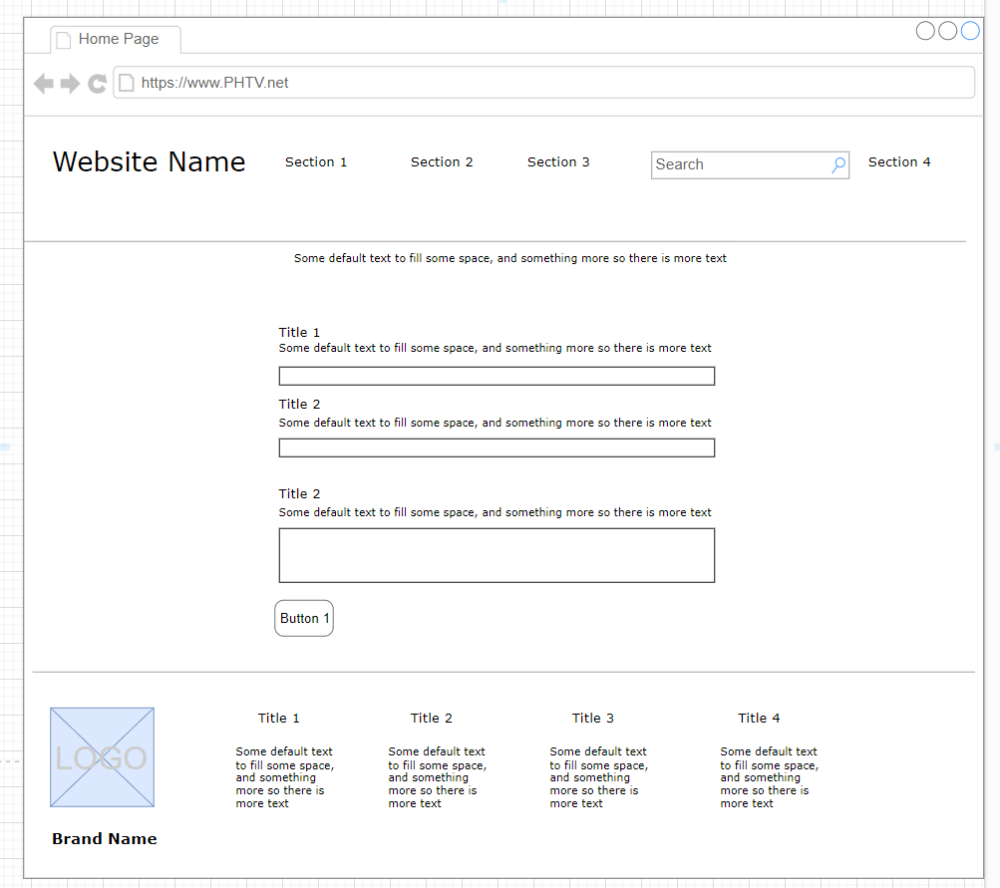 Home Page
https://www.PHTV.net
Website Name
Section 1
Section 2
Section 3
Search
Section 4
Some default text to fill some space, and something more so there is more text
Title 1
Some default text to fill some space, and something more so there is more text
Title 2
Some default text to fill some space, and something more so there is more text
Title 2
Some default text to fill some space, and something more so there is more text
Button 1
LOGO
Brand Name
Title 1
Some default text
to fill some space,
and something
more so there is
more text
Title 2
Some default text
to fill some space,
and something
more so there is
more text
Title 3
Some default text
to fill some space,
and something
more so there is
more text
Title 4
Some default text
to fill some space,
and something
more so there is
more text